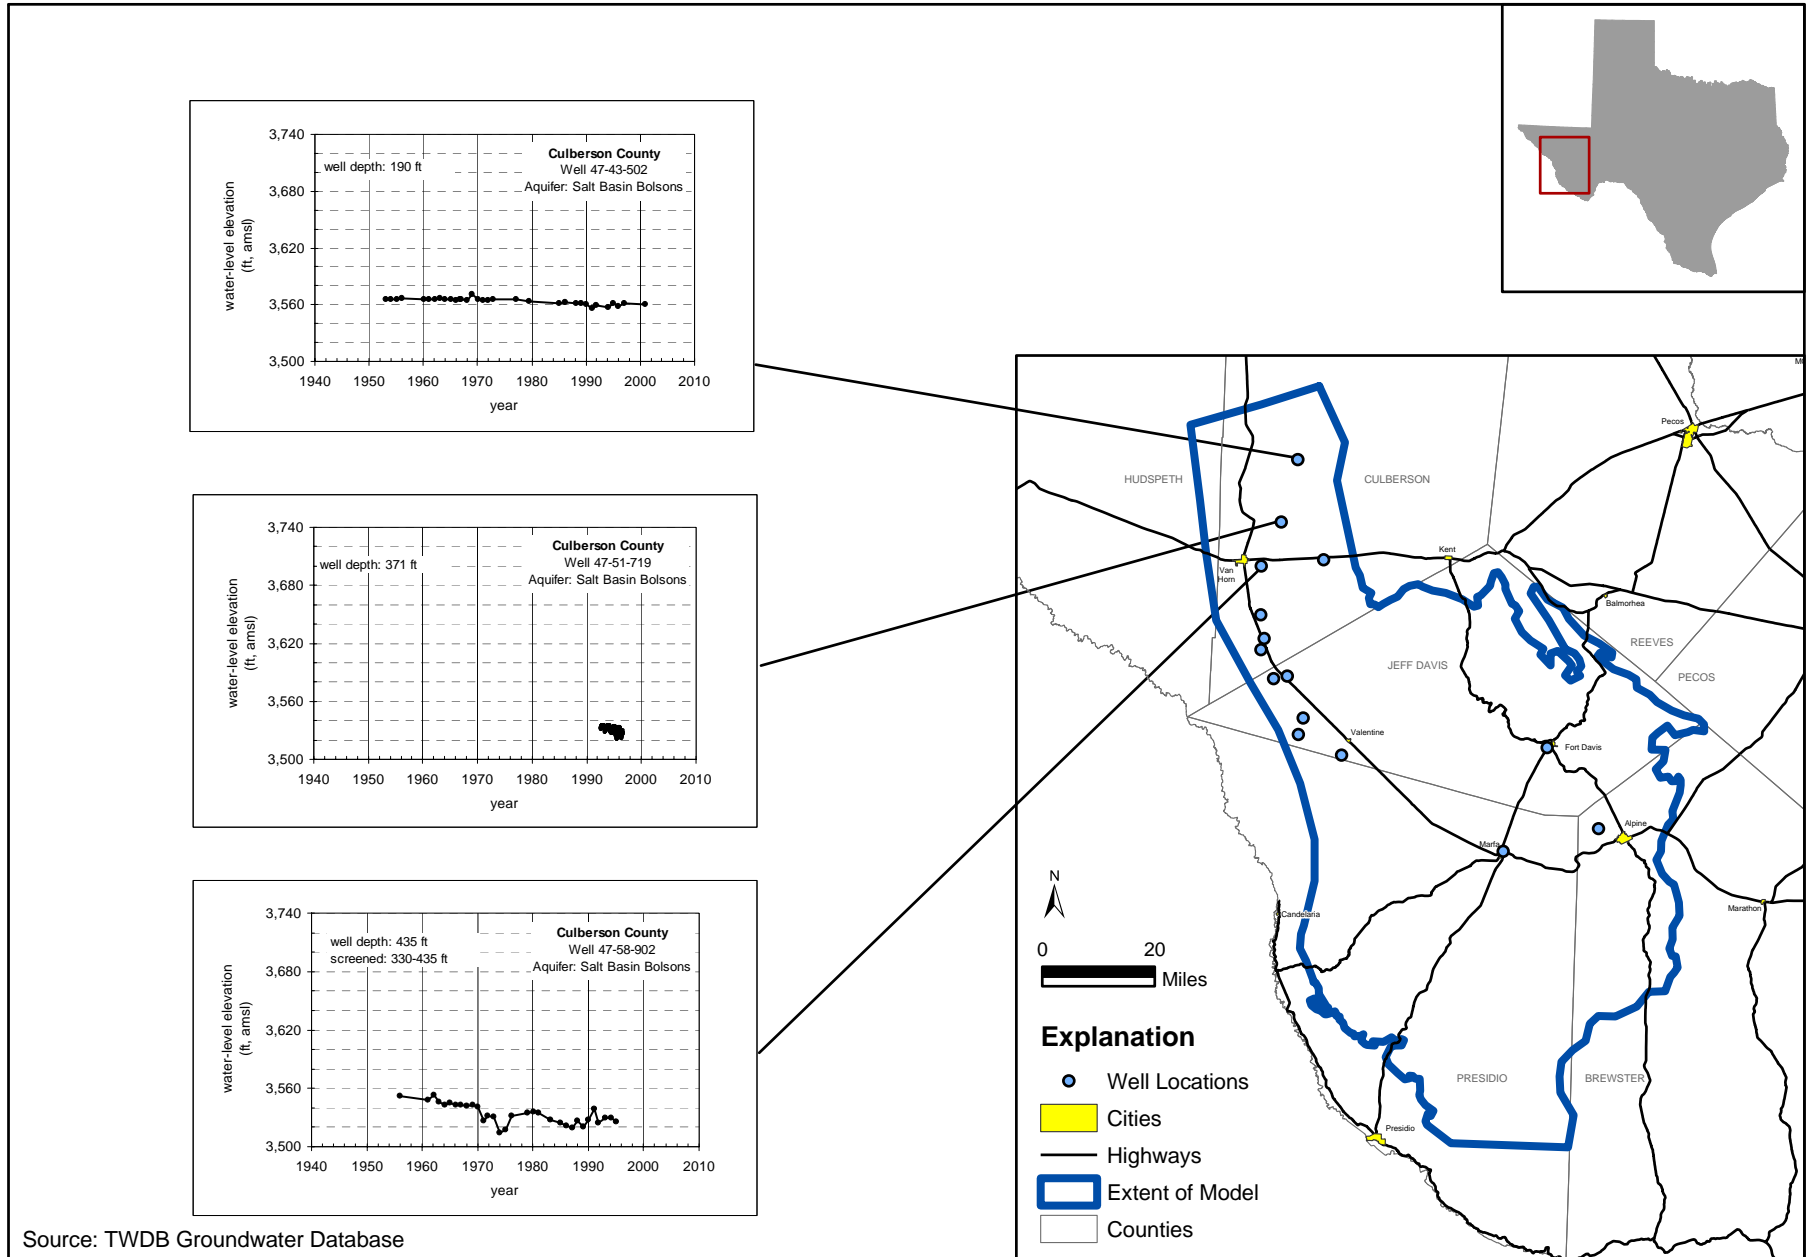 3,740
3,680
3,620
3,560
3,500
water-level elevation
(ft, amsl)
well depth: 190 ft
Culberson County
Well 47-43-502
Aquifer: Salt Basin Bolsons
1940 1950 1960 1970 1980 1990 2000 2010
year
3,740
3,680
3,620
3,560
3,500
water-level elevation
(ft, amsl)
well depth: 371 ft
Culberson County
Well 47-51-719
Aquifer: Salt Basin Bolsons
1940 1950 1960 1970 1980 1990 2000 2010
year
3,740
3,680
3,620
3,560
3,500
water-level elevation
(ft, amsl)
well depth: 435 ft
screened: 330-435 ft
Culberson County
Well 47-58-902
Aquifer: Salt Basin Bolsons
1940 1950 1960 1970 1980 1990 2000 2010
year
Source: TWDB Groundwater Database
Pecos
HUDSPETH
CULBERSON
Kent
Van
Horn
Balmorhea
REEVES
JEFF DAVIS
PECOS
Valentine
Fort Davis
Alpine
Marfa
Marathon
Candelaria
PRESIDIO
BREWSTER
Presidio
N
0 20
Miles
Explanation
Well Locations
Cities
Highways
Extent of Model
Counties